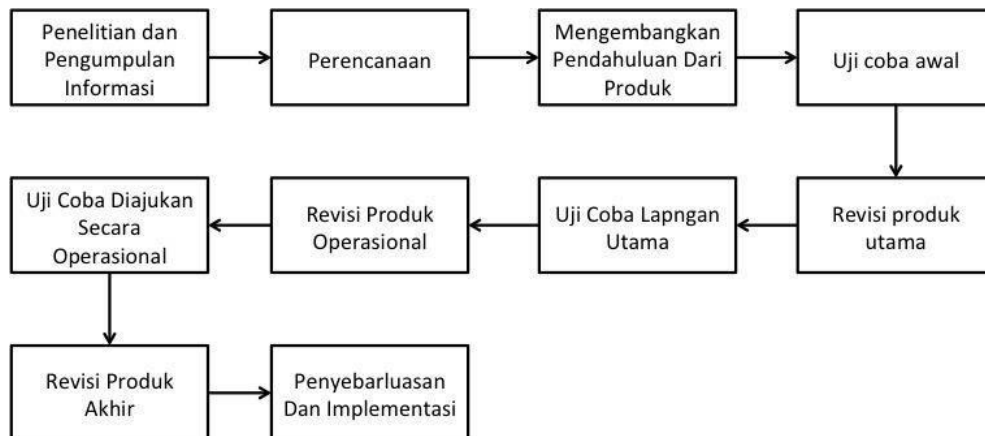 Penelitian dan
Pengumpulan
Informasi
Perencanaan
Mengembangkan
Pendahuluan Dari
Produk
Uji coba awal
Revisi produk
utama
Uji Coba Lapngan
Utama
Revisi Produk
Operasional
Uji Coba Diajukan
Secara
Operasional
Revisi Produk
Akhir
Penyebarluasan
Dan Implementasi